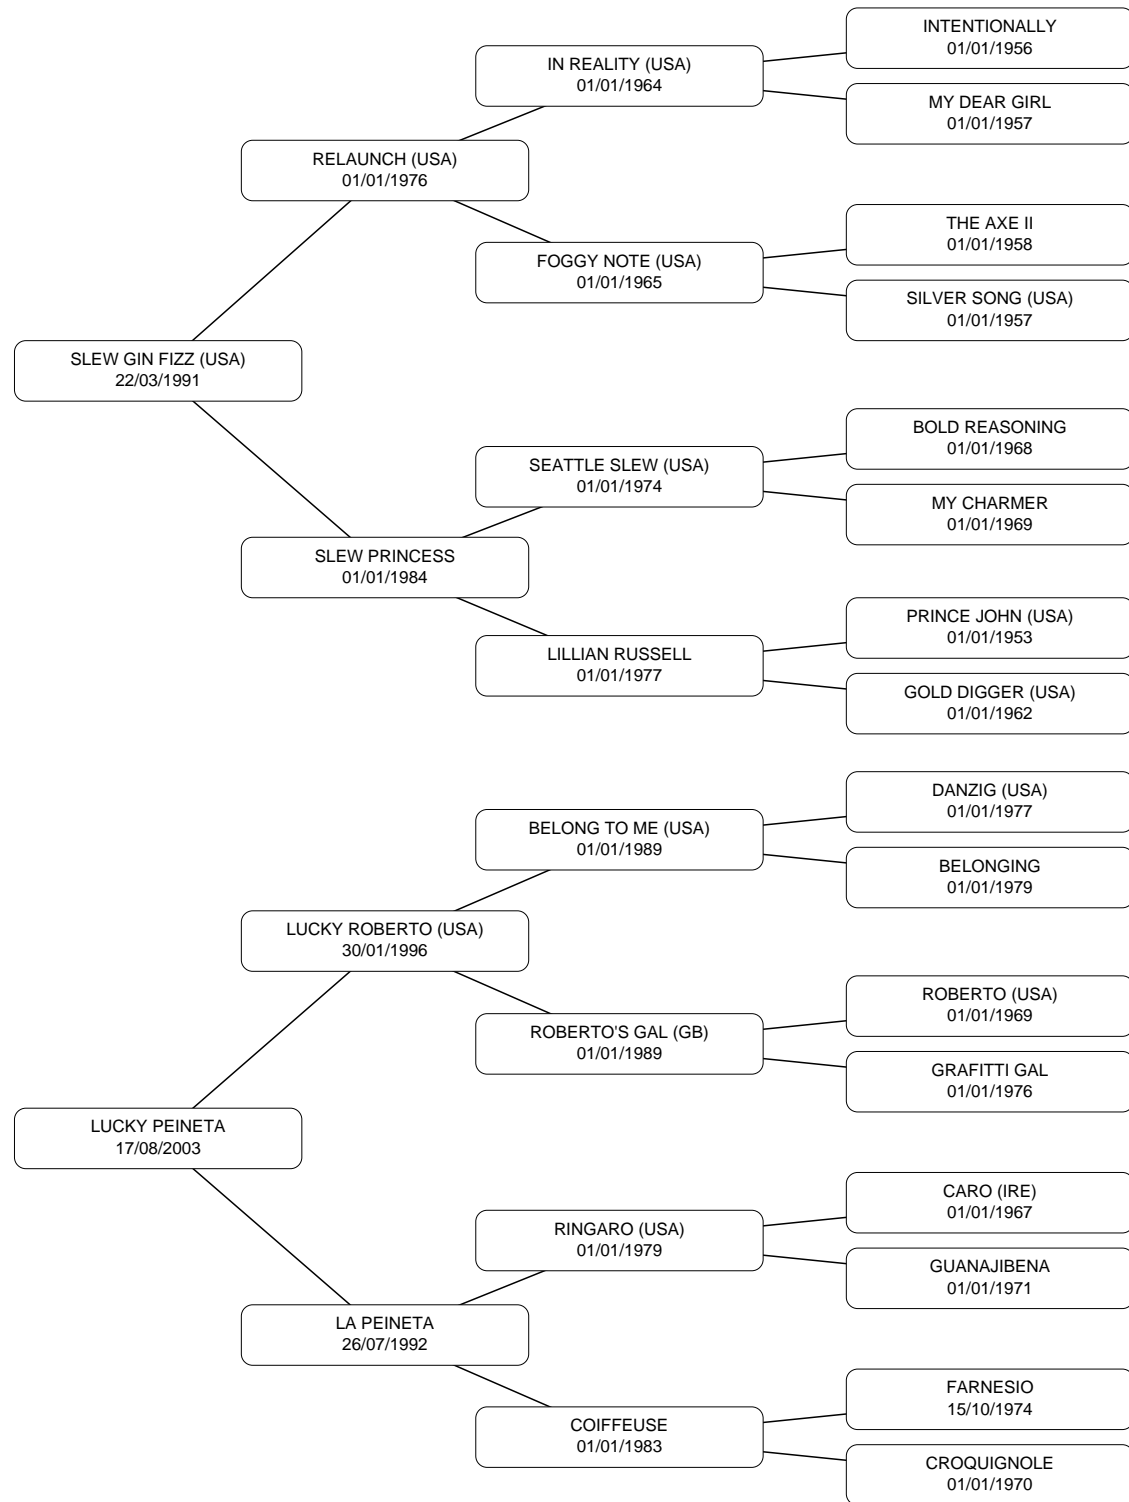 INTENTIONALLY
01/01/1956
IN REALITY (USA)
01/01/1964
MY DEAR GIRL
01/01/1957
RELAUNCH (USA)
01/01/1976
THE AXE II
01/01/1958
FOGGY NOTE (USA)
01/01/1965
SILVER SONG (USA)
01/01/1957
SLEW GIN FIZZ (USA)
22/03/1991
BOLD REASONING
01/01/1968
SEATTLE SLEW (USA)
01/01/1974
MY CHARMER
01/01/1969
SLEW PRINCESS
01/01/1984
PRINCE JOHN (USA)
01/01/1953
LILLIAN RUSSELL
01/01/1977
GOLD DIGGER (USA)
01/01/1962
DANZIG (USA)
01/01/1977
BELONG TO ME (USA)
01/01/1989
BELONGING
01/01/1979
LUCKY ROBERTO (USA)
30/01/1996
ROBERTO (USA)
01/01/1969
ROBERTO'S GAL (GB)
01/01/1989
GRAFITTI GAL
01/01/1976
LUCKY PEINETA
17/08/2003
CARO (IRE)
01/01/1967
RINGARO (USA)
01/01/1979
GUANAJIBENA
01/01/1971
LA PEINETA
26/07/1992
FARNESIO
15/10/1974
COIFFEUSE
01/01/1983
CROQUIGNOLE
01/01/1970